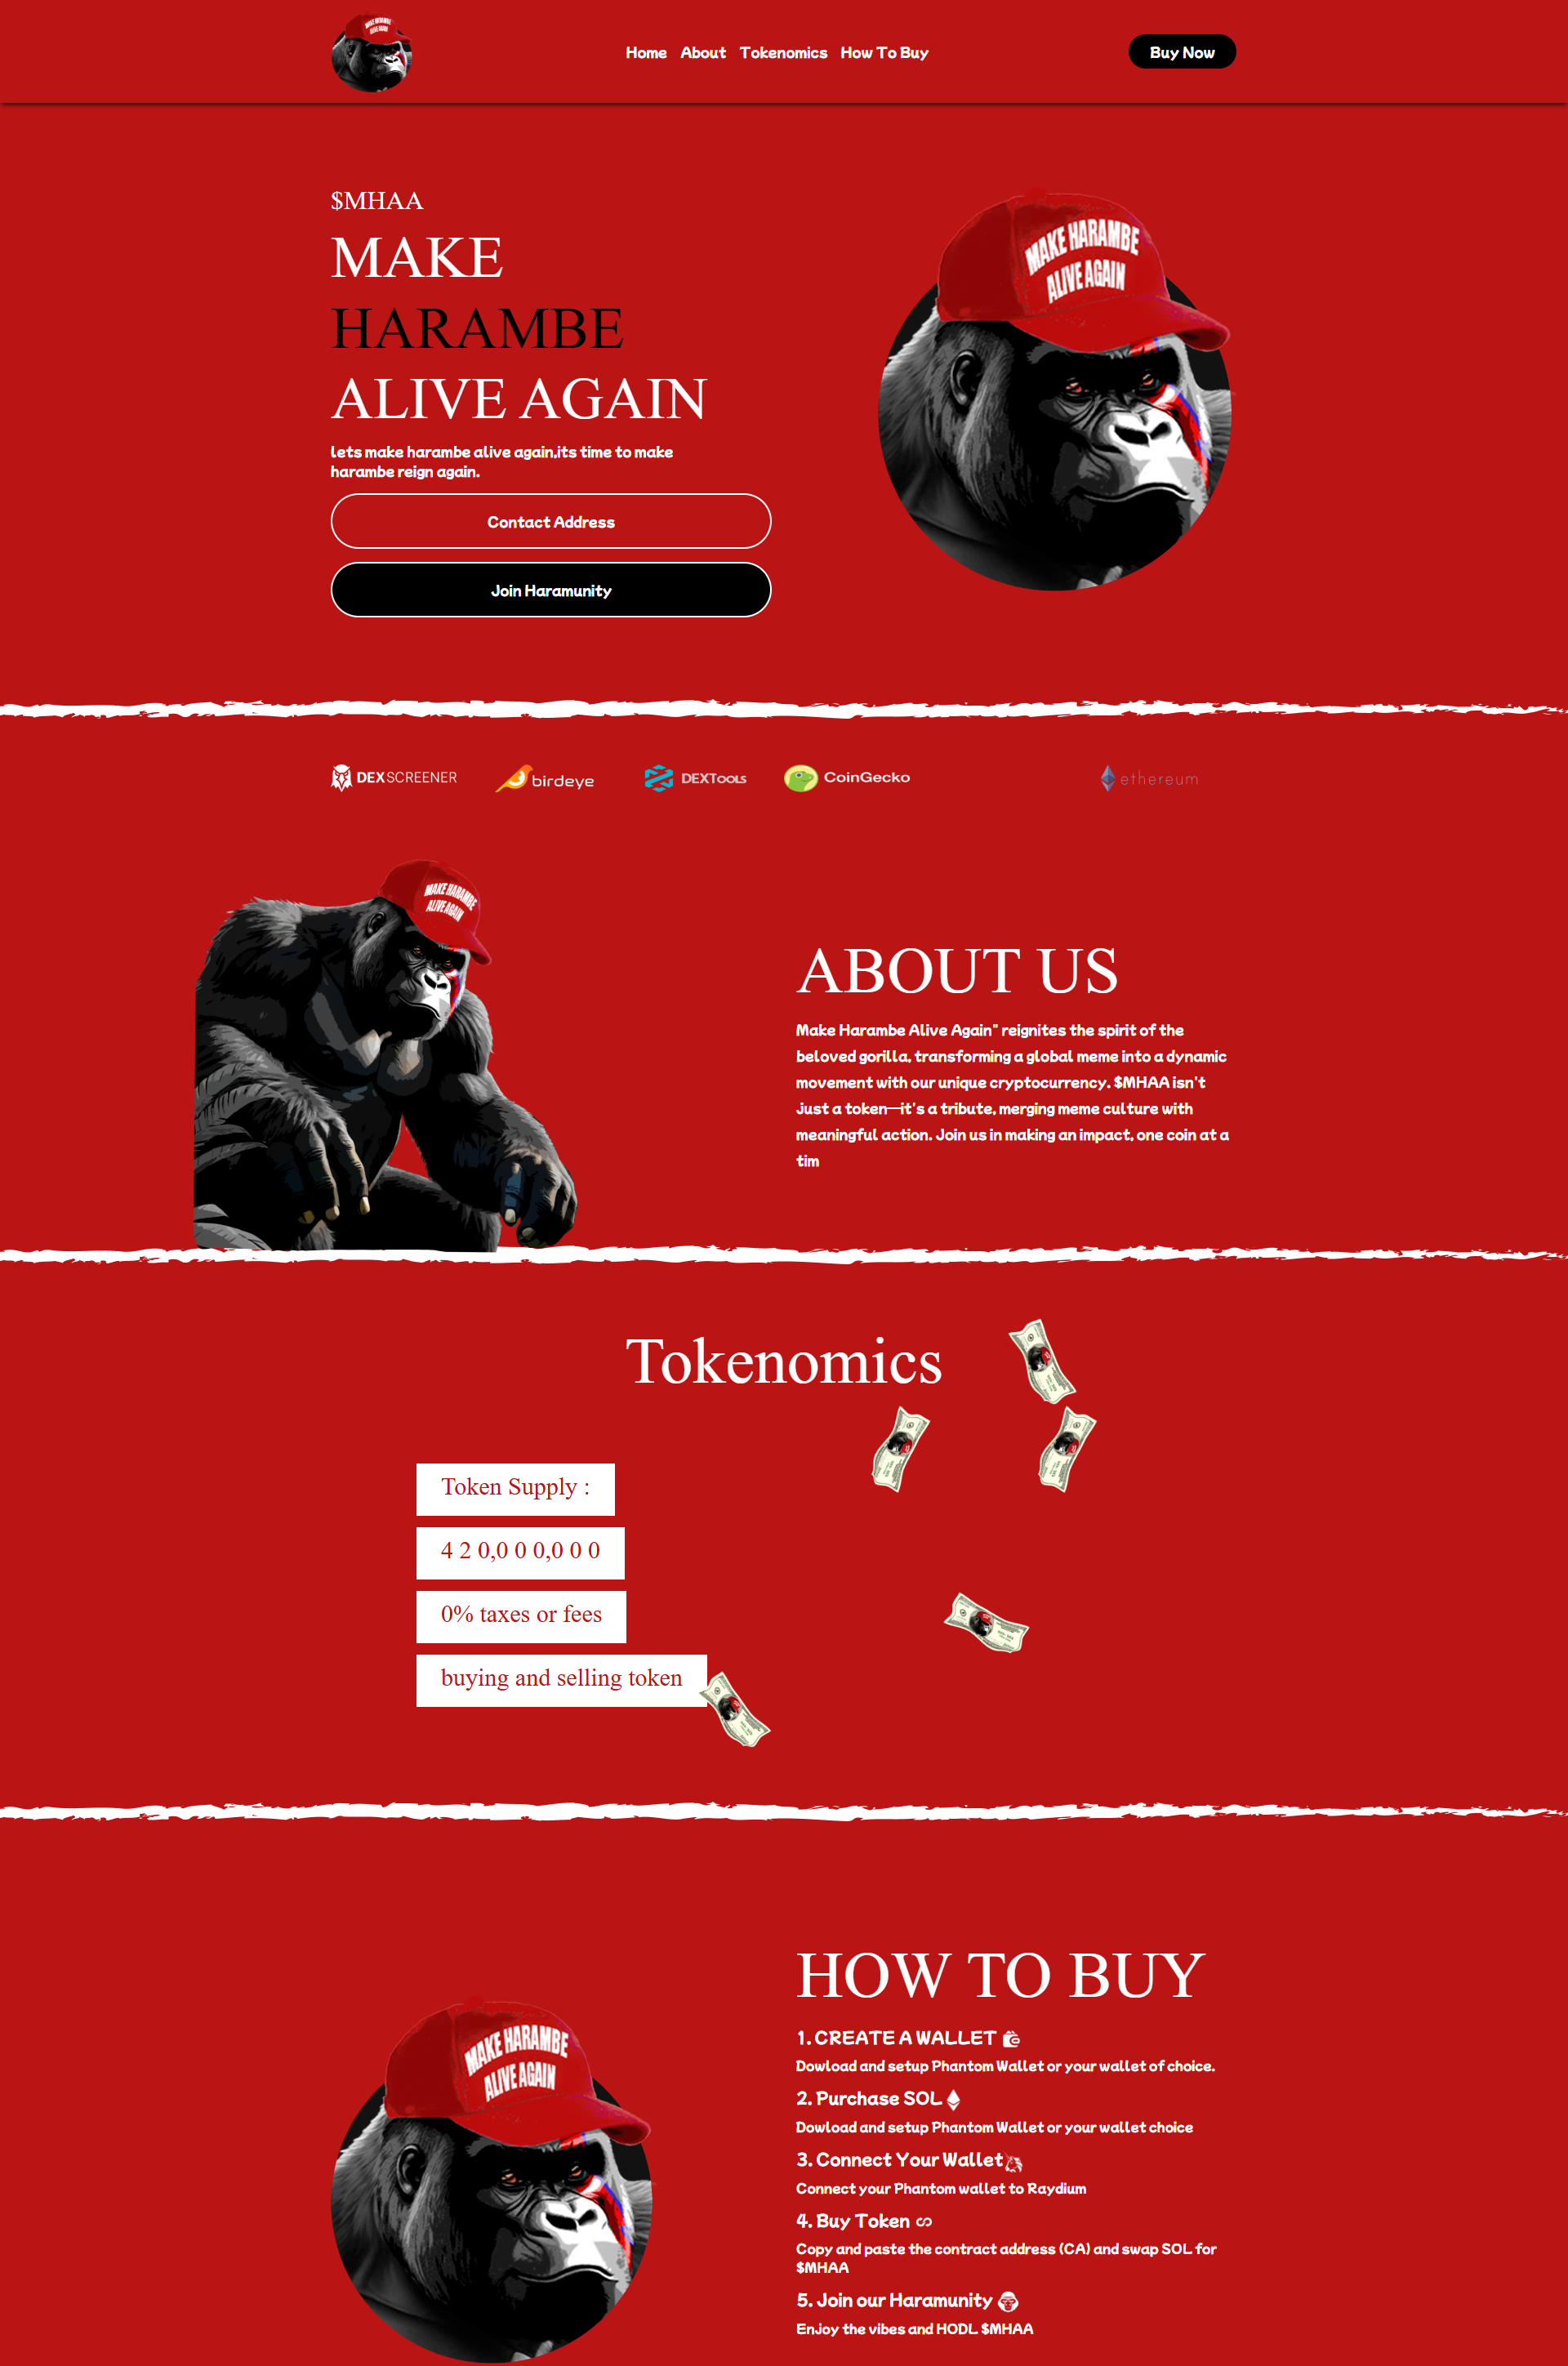 MAKE HARAMBE
ALIVE AGAIN
Home About Tokenomics How To Buy
Buy Now
$MHAA
MAKE
HARAMBE
ALIVE AGAIN
lets make harambe alive again,its time to make
harambe reign again.
Contact Address
Join Haramunity
MAKE HARAMBE
ALIVE AGAIN
DEXSCREENER
birdeye
DEXTools
CoinGecko
ethereum
MAKE HARAMBE
ALIVE AGAIN
ABOUT US
Make Harambe Alive Again" reignites the spirit of the
beloved gorilla, transforming a global meme into a dynamic
movement with our unique cryptocurrency. $MHAA isn't
just a token—it's a tribute, merging meme culture with
meaningful action. Join us in making an impact, one coin at a
tim
Tokenomics
Token Supply :
4 2 0,0 0 0,0 0 0
0% taxes or fees
buying and selling token
MAKE HARAMBE
ALIVE AGAIN
HOW TO BUY
1. CREATE A WALLET
Dowload and setup Phantom Wallet or your wallet of choice.
2. Purchase SOL
Dowload and setup Phantom Wallet or your wallet choice
3. Connect Your Wallet
Connect your Phantom wallet to Raydium
4. Buy Token
Copy and paste the contract address (CA) and swap SOL for
$MHAA
5. Join our Haramunity
Enjoy the vibes and HODL $MHAA